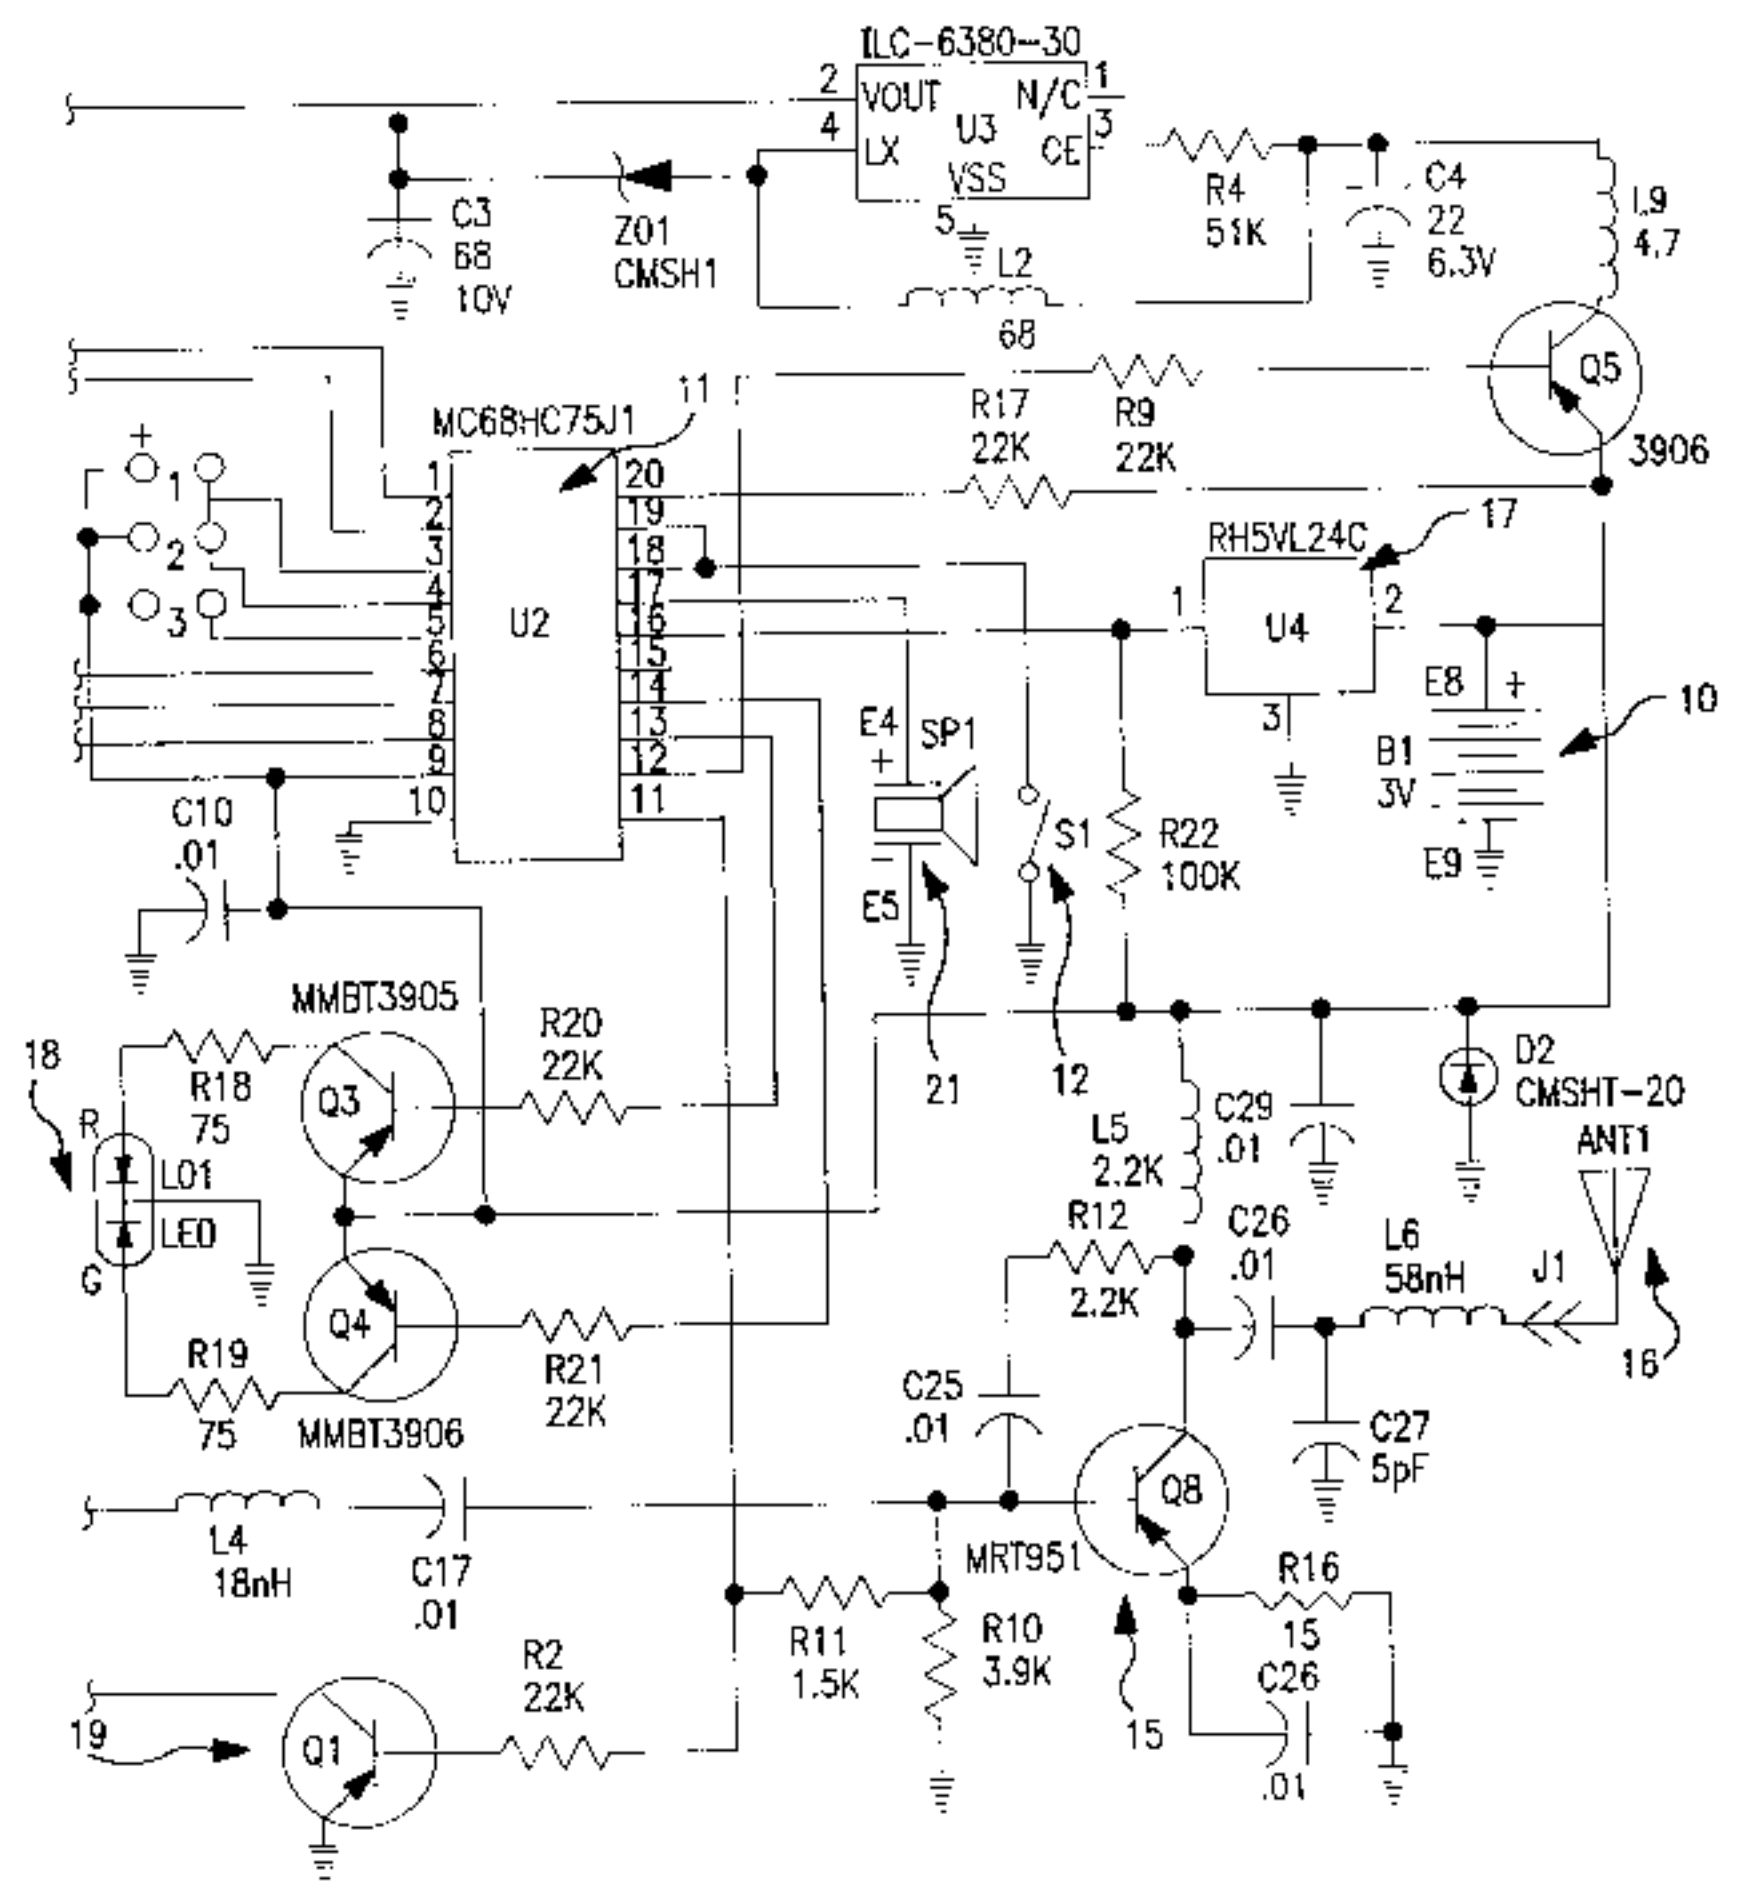 ILC-6380-30
2
VOUT
N/C
1
4
LX
U3
3
CE
VSS
5
C3
68
10V
Z01
CMSH1
L2
68
R4
51K
C4
22
6.3V
L9
4.7
Q5
3906
R17
22K
R9
22K
MC68HC75J1
11
+
1
2
3
1
2
3
4
5
6
7
8
9
10
U2
20
19
18
17
16
15
14
13
12
11
RH5VL24C
17
1
2
U4
3
E8
+
10
B1
3V
E9
E4
+
SP1
E5
21
S1
12
R22
100K
C10
.01
MMBT3905
18
R18
75
Q3
R20
22K
R
L01
LE0
G
Q4
R19
75
MMBT3906
R21
22K
L5
2.2K
C29
.01
D2
CMSHT-20
ANT1
R12
2.2K
C26
.01
L6
58nH
J1
16
C25
.01
C27
5pF
Q8
MRT951
15
L4
18nH
C17
.01
R16
15
R11
1.5K
R10
3.9K
C26
.01
19
Q1
R2
22K